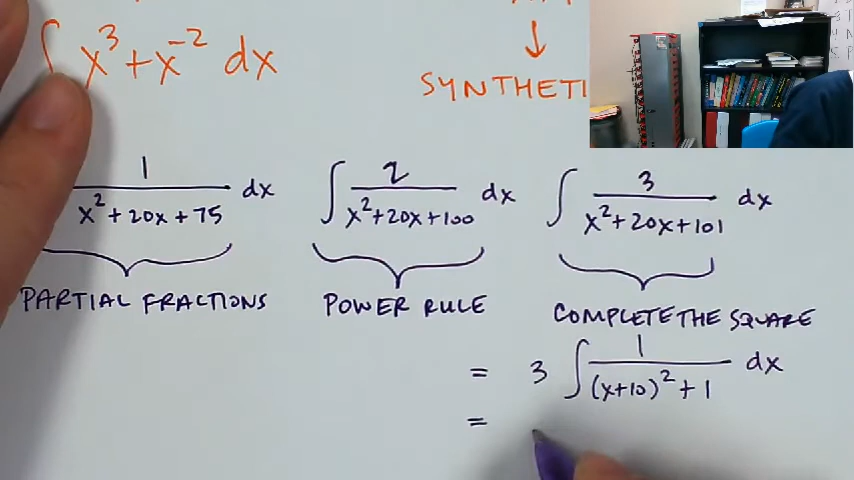 ∫ x³ + x⁻² dx
SYNTHETI
1/(x² + 20x + 75) dx
∫ 2/(x² + 20x + 100) dx
∫ 3/(x² + 20x + 101) dx
PARTIAL FRACTIONS
POWER RULE
COMPLETE THE SQUARE
= 3 ∫ 1/((x+10)² + 1) dx
=